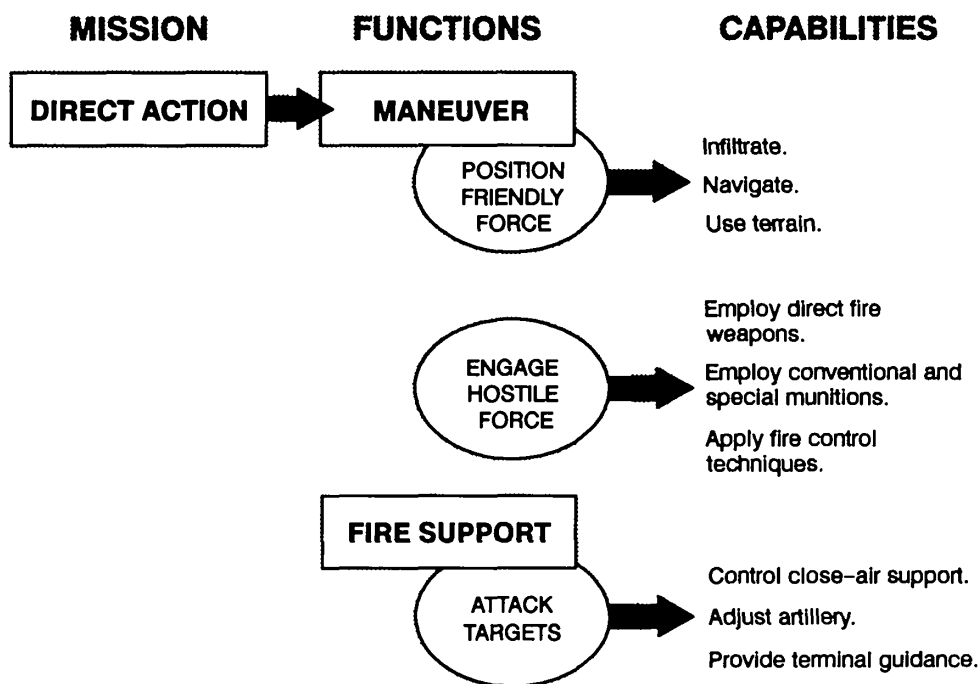 MISSION
FUNCTIONS
CAPABILITIES
DIRECT ACTION
MANEUVER
POSITION
FRIENDLY
FORCE
Infiltrate.
Navigate.
Use terrain.
ENGAGE
HOSTILE
FORCE
Employ direct fire
weapons.
Employ conventional and
special munitions.
Apply fire control
techniques.
FIRE SUPPORT
ATTACK
TARGETS
Control close-air support.
Adjust artillery.
Provide terminal guidance.